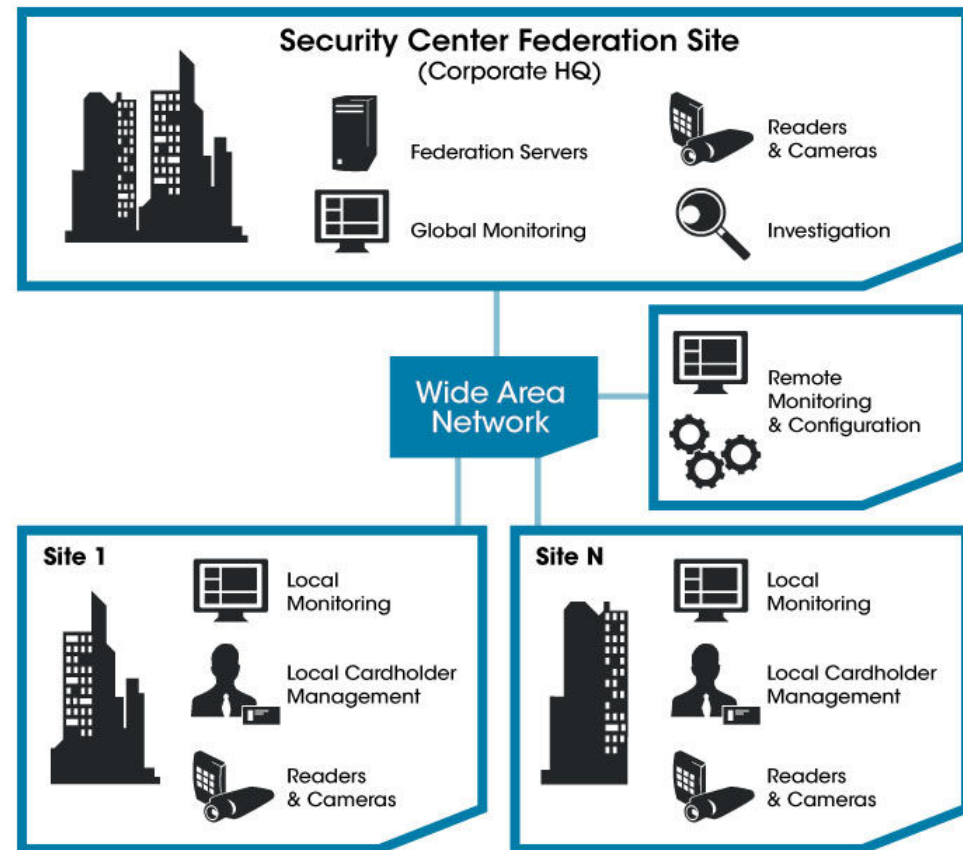 Security Center Federation Site
(Corporate HQ)
Federation Servers
Readers
& Cameras
Global Monitoring
Investigation
Wide Area
Network
Remote
Monitoring
& Configuration
Site 1
Local
Monitoring
Local Cardholder
Management
Readers
& Cameras
Site N
Local
Monitoring
Local Cardholder
Management
Readers
& Cameras